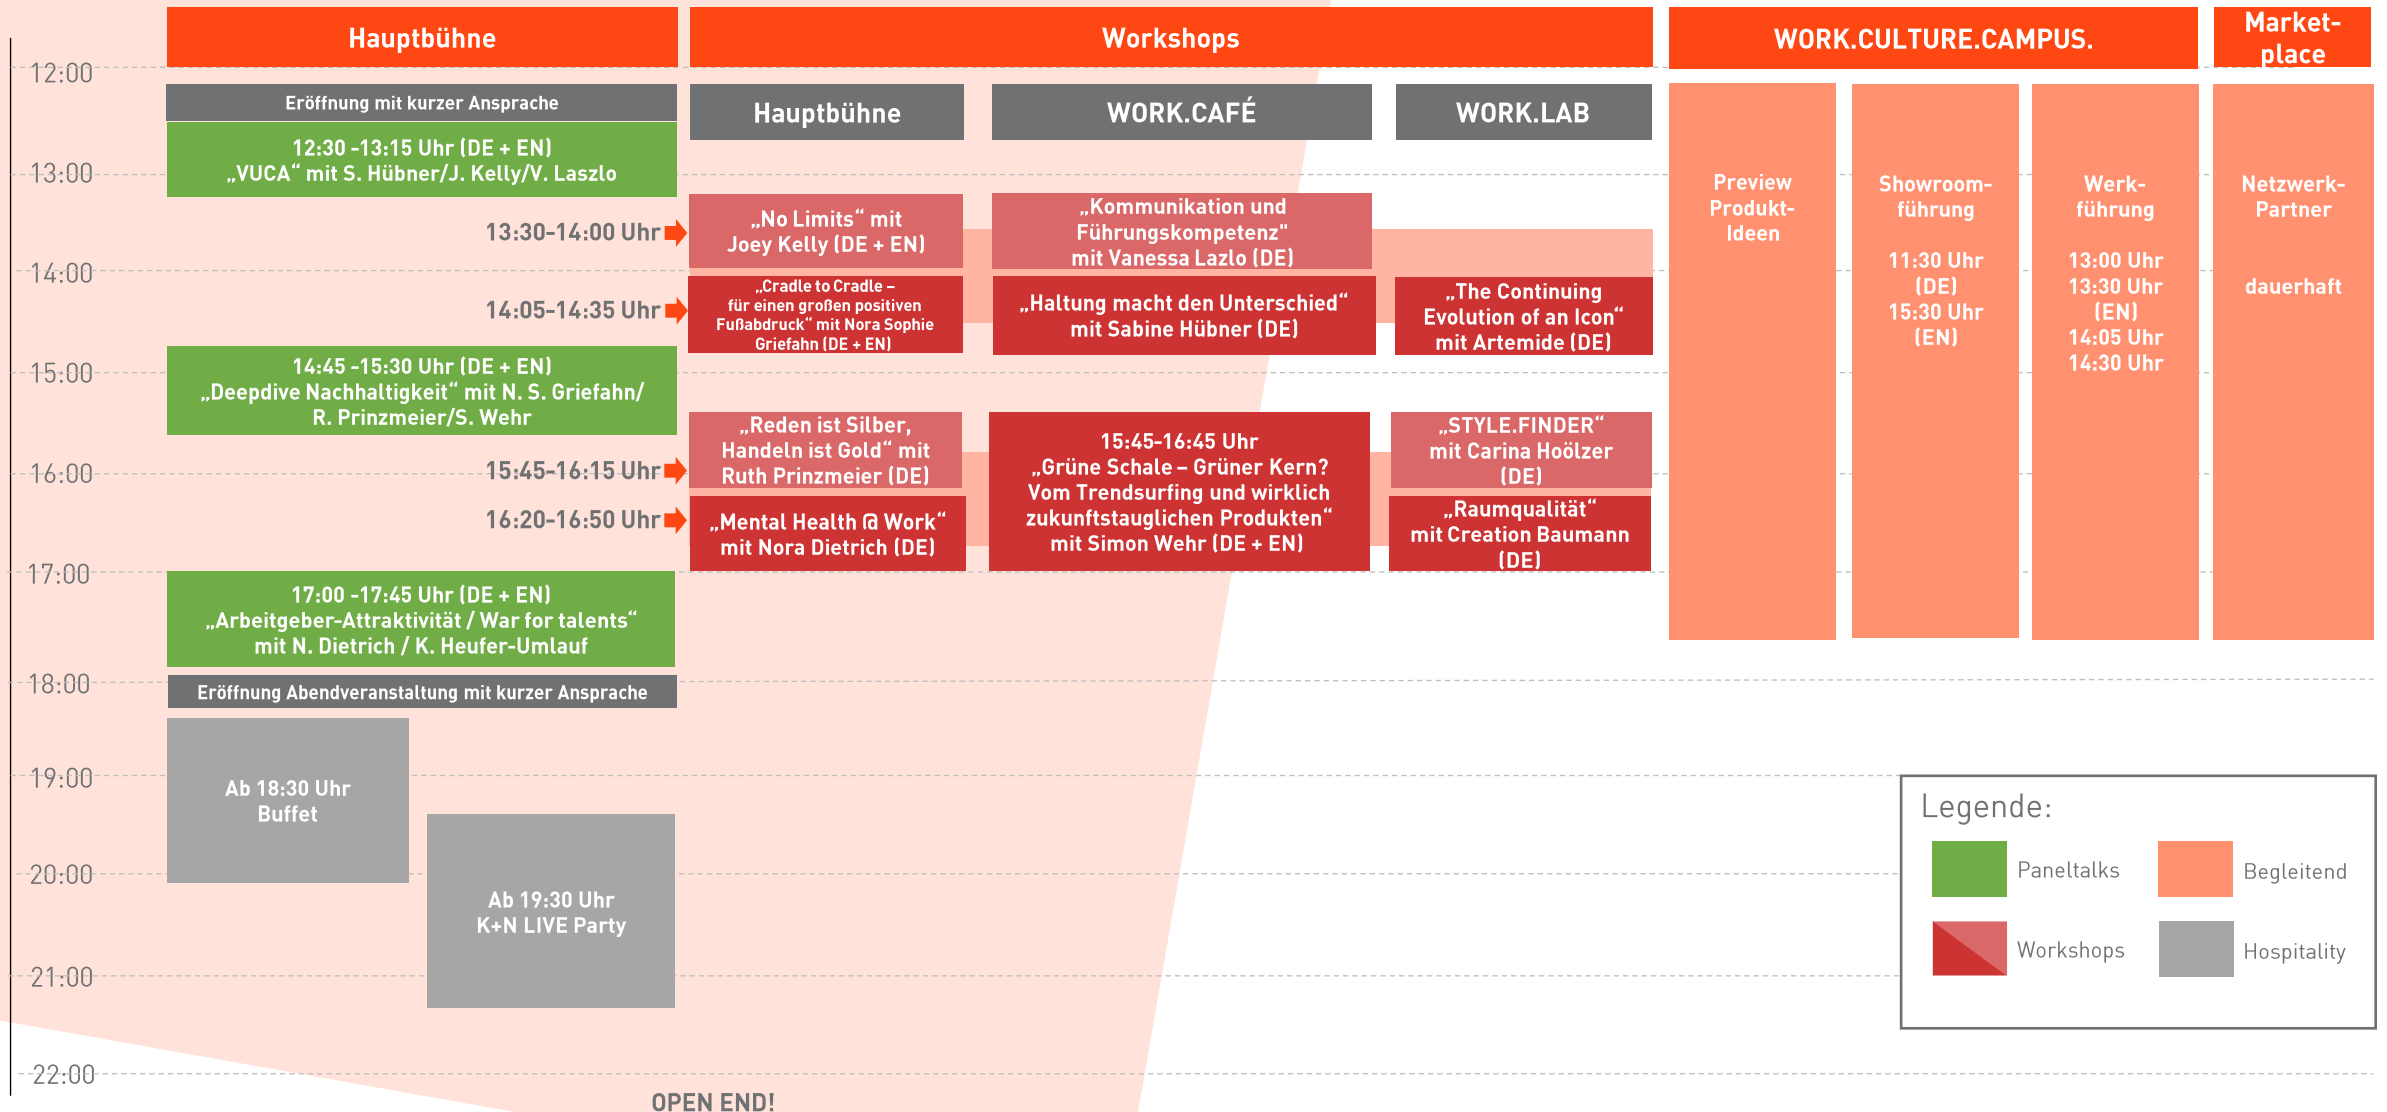 Hauptbühne
Workshops
WORK.CULTURE.CAMPUS.
Market-
place
12:00
13:00
14:00
15:00
16:00
17:00
18:00
19:00
20:00
21:00
22:00
Eröffnung mit kurzer Ansprache
12:30 -13:15 Uhr (DE + EN)
„VUCA“ mit S. Hübner/J. Kelly/V. Laszlo
13:30-14:00 Uhr
14:05-14:35 Uhr
14:45 -15:30 Uhr (DE + EN)
„Deepdive Nachhaltigkeit“ mit N. S. Griefahn/
R. Prinzmeier/S. Wehr
15:45-16:15 Uhr
16:20-16:50 Uhr
17:00 -17:45 Uhr (DE + EN)
„Arbeitgeber-Attraktivität / War for talents“
mit N. Dietrich / K. Heufer-Umlauf
Eröffnung Abendveranstaltung mit kurzer Ansprache
Ab 18:30 Uhr
Buffet
Ab 19:30 Uhr
K+N LIVE Party
OPEN END!
Hauptbühne
„No Limits“ mit
Joey Kelly (DE + EN)
„Cradle to Cradle –
für einen großen positiven
Fußabdruck“ mit Nora Sophie
Griefahn (DE + EN)
„Reden ist Silber,
Handeln ist Gold“ mit
Ruth Prinzmeier (DE)
„Mental Health @ Work“
mit Nora Dietrich (DE)
WORK.CAFÉ
„Kommunikation und
Führungskompetenz"
mit Vanessa Lazlo (DE)
„Haltung macht den Unterschied“
mit Sabine Hübner (DE)
15:45-16:45 Uhr
„Grüne Schale – Grüner Kern?
Vom Trendsurfing und wirklich
zukunftstauglichen Produkten“
mit Simon Wehr (DE + EN)
WORK.LAB
„The Continuing
Evolution of an Icon“
mit Artemide (DE)
„STYLE.FINDER“
mit Carina Hoölzer
(DE)
„Raumqualität“
mit Creation Baumann
(DE)
Preview
Produkt-
Ideen
Showroom-
führung
11:30 Uhr
(DE)
15:30 Uhr
(EN)
Werk-
führung
13:00 Uhr
13:30 Uhr
(EN)
14:05 Uhr
14:30 Uhr
Netzwerk-
Partner
dauerhaft
Legende:
Paneltalks
Begleitend
Workshops
Hospitality